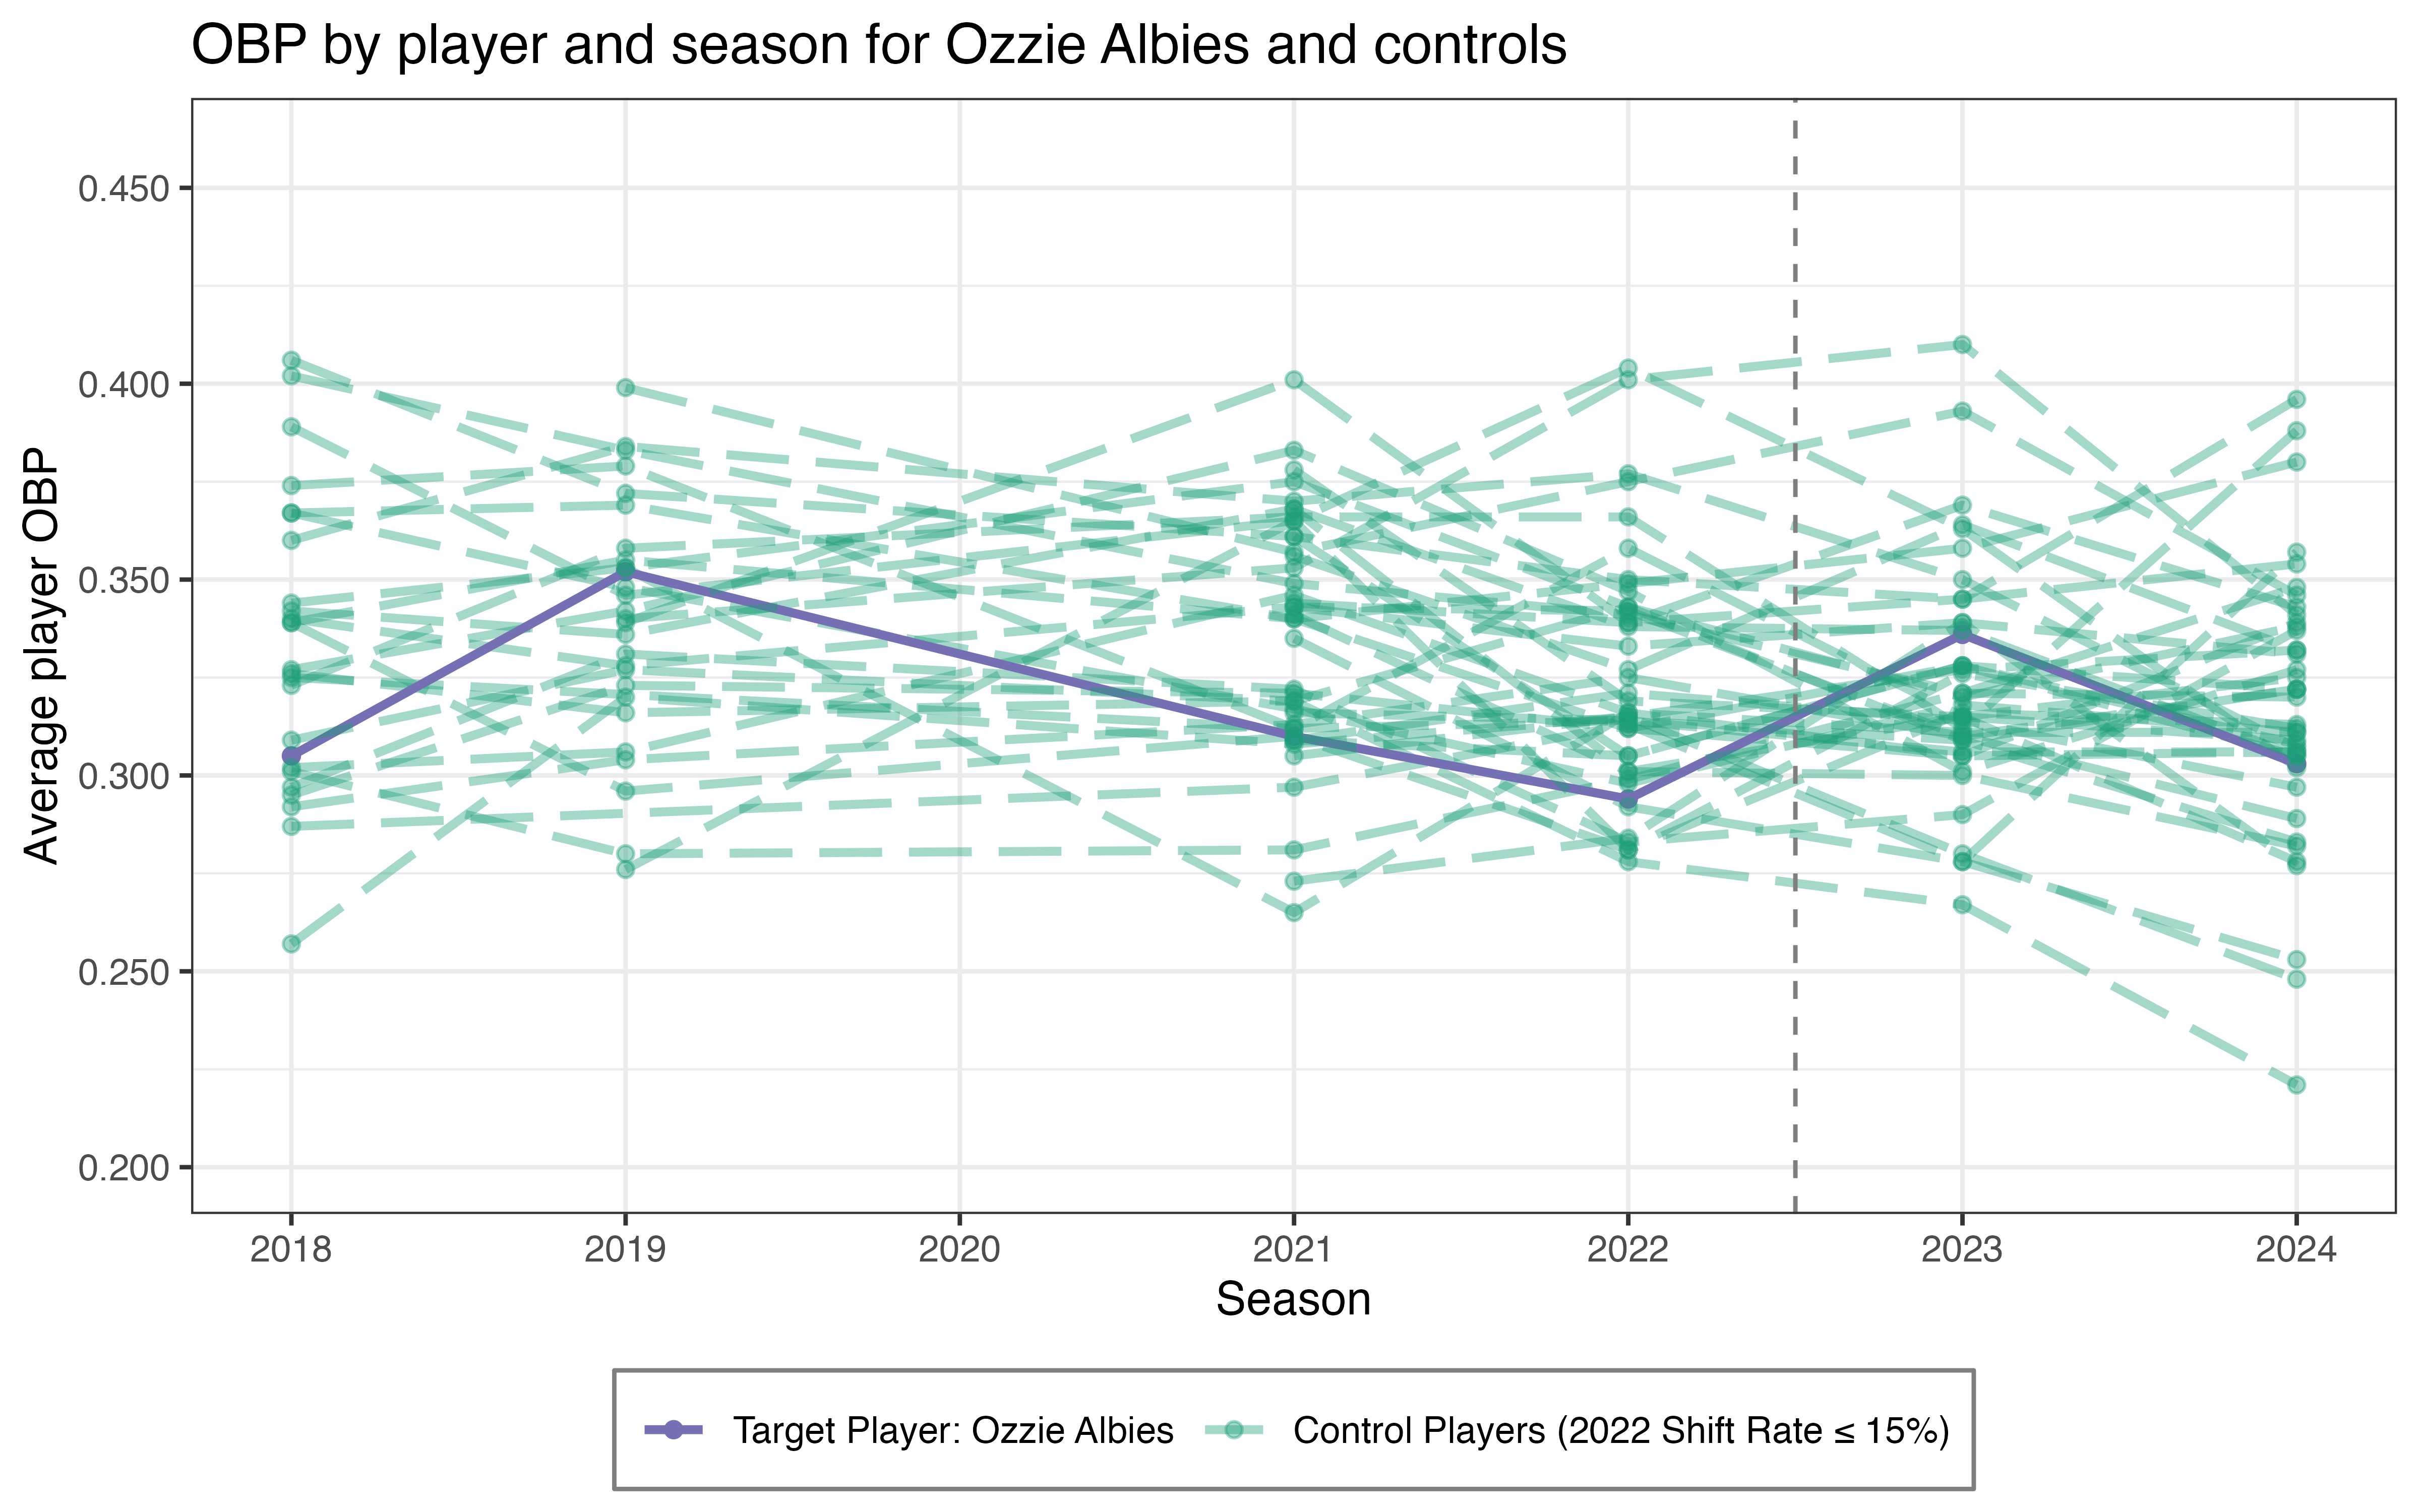 OBP by player and season for Ozzie Albies and controls
Average player OBP
0.450
0.400
0.350
0.300
0.250
0.200
2018 2019 2020 2021 2022 2023 2024
Season
Target Player: Ozzie Albies Control Players (2022 Shift Rate ≤ 15%)